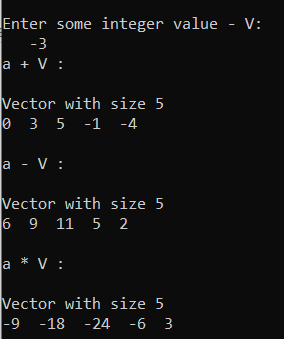 Enter some integer value - V:
-3
a + V :
Vector with size 5
0 3 5 -1 -4
a - V :
Vector with size 5
6 9 11 5 2
a * V :
Vector with size 5
-9 -18 -24 -6 3